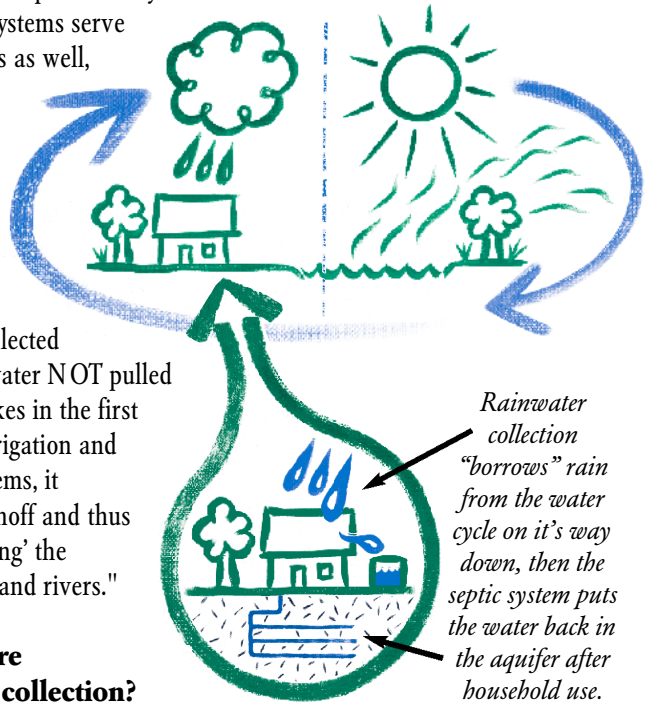 ystems serve
s as well,
lected
vater NOT pulled
kes in the first
rigation and
ems, it
noff and thus
ng’ the
and rivers."
re
collection?
Rainwater
collection
“borrows” rain
from the water
cycle on it’s way
down, then the
septic system puts
the water back in
the aquifer after
household use.